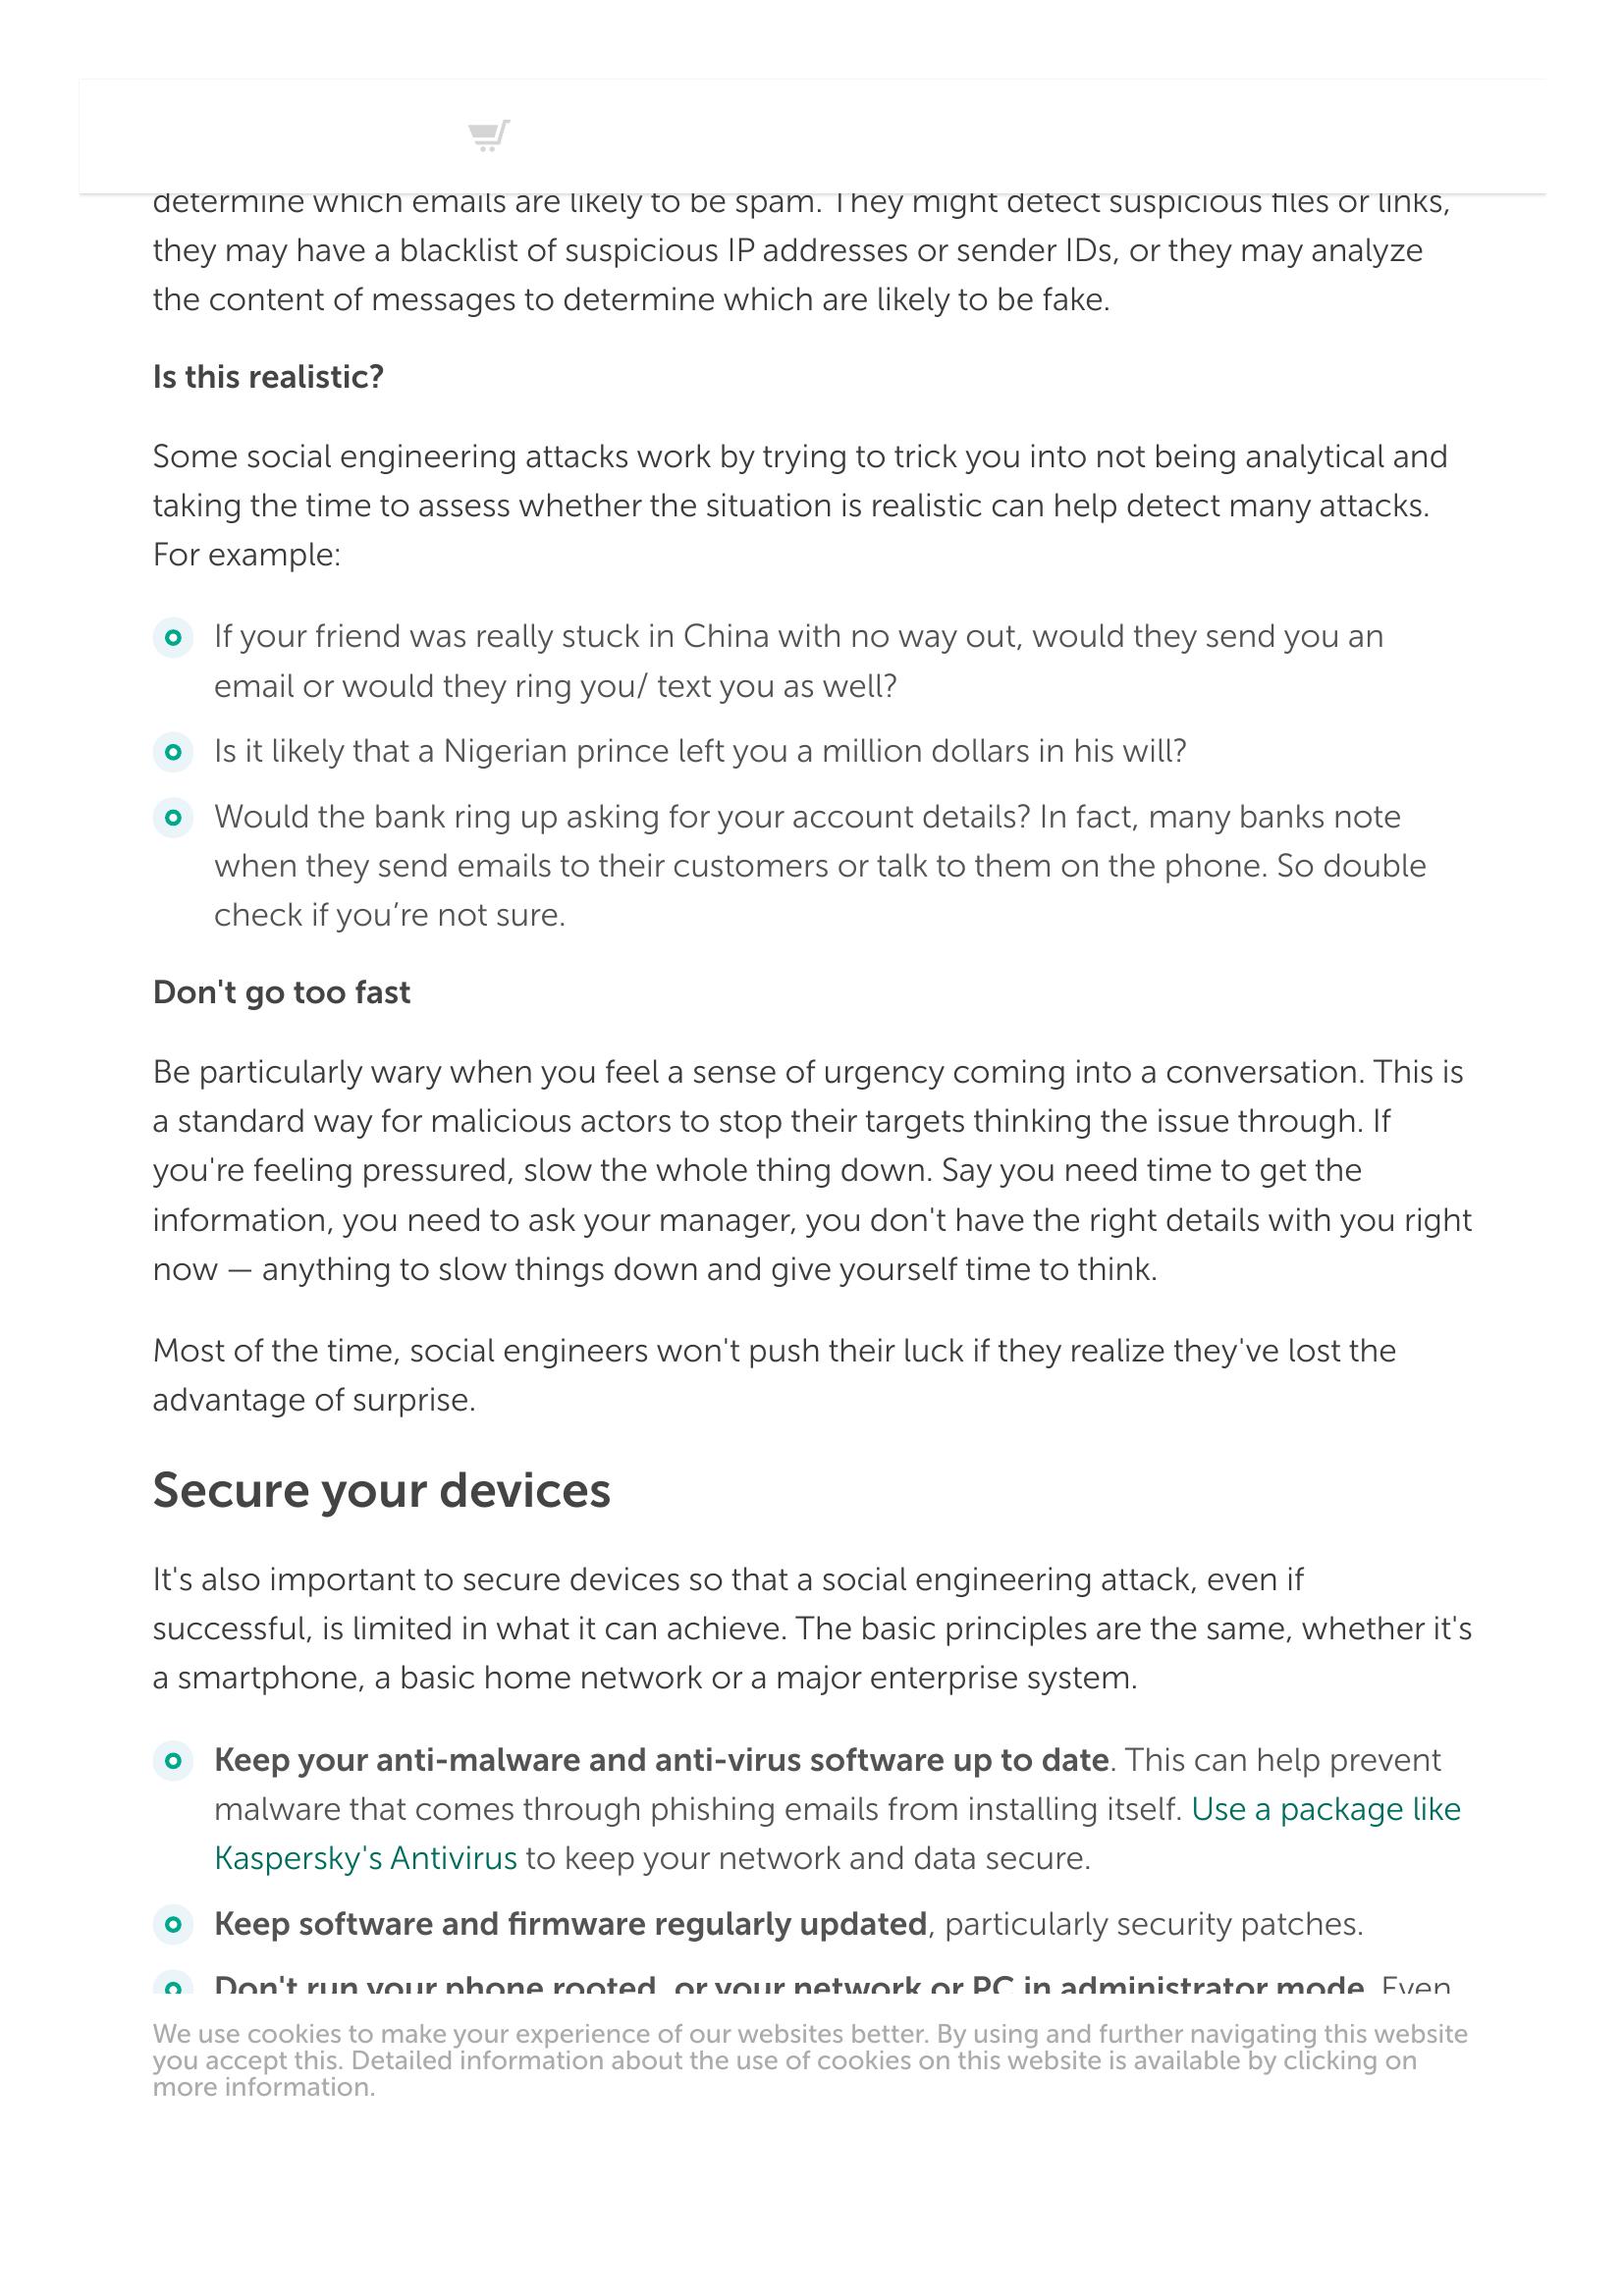 determine which emails are likely to be spam. They might detect suspicious files or links,
they may have a blacklist of suspicious IP addresses or sender IDs, or they may analyze
the content of messages to determine which are likely to be fake.
Is this realistic?
Some social engineering attacks work by trying to trick you into not being analytical and
taking the time to assess whether the situation is realistic can help detect many attacks.
For example:
If your friend was really stuck in China with no way out, would they send you an
email or would they ring you/ text you as well?
Is it likely that a Nigerian prince left you a million dollars in his will?
Would the bank ring up asking for your account details? In fact, many banks note
when they send emails to their customers or talk to them on the phone. So double
check if you’re not sure.
Don't go too fast
Be particularly wary when you feel a sense of urgency coming into a conversation. This is
a standard way for malicious actors to stop their targets thinking the issue through. If
you're feeling pressured, slow the whole thing down. Say you need time to get the
information, you need to ask your manager, you don't have the right details with you right
now — anything to slow things down and give yourself time to think.
Most of the time, social engineers won't push their luck if they realize they've lost the
advantage of surprise.
Secure your devices
It's also important to secure devices so that a social engineering attack, even if
successful, is limited in what it can achieve. The basic principles are the same, whether it's
a smartphone, a basic home network or a major enterprise system.
Keep your anti-malware and anti-virus software up to date. This can help prevent
malware that comes through phishing emails from installing itself. Use a package like
Kaspersky's Antivirus to keep your network and data secure.
Keep software and firmware regularly updated, particularly security patches.
Don't run your phone rooted, or your network or PC in administrator mode. Even
We use cookies to make your experience of our websites better. By using and further navigating this website
you accept this. Detailed information about the use of cookies on this website is available by clicking on
more information.